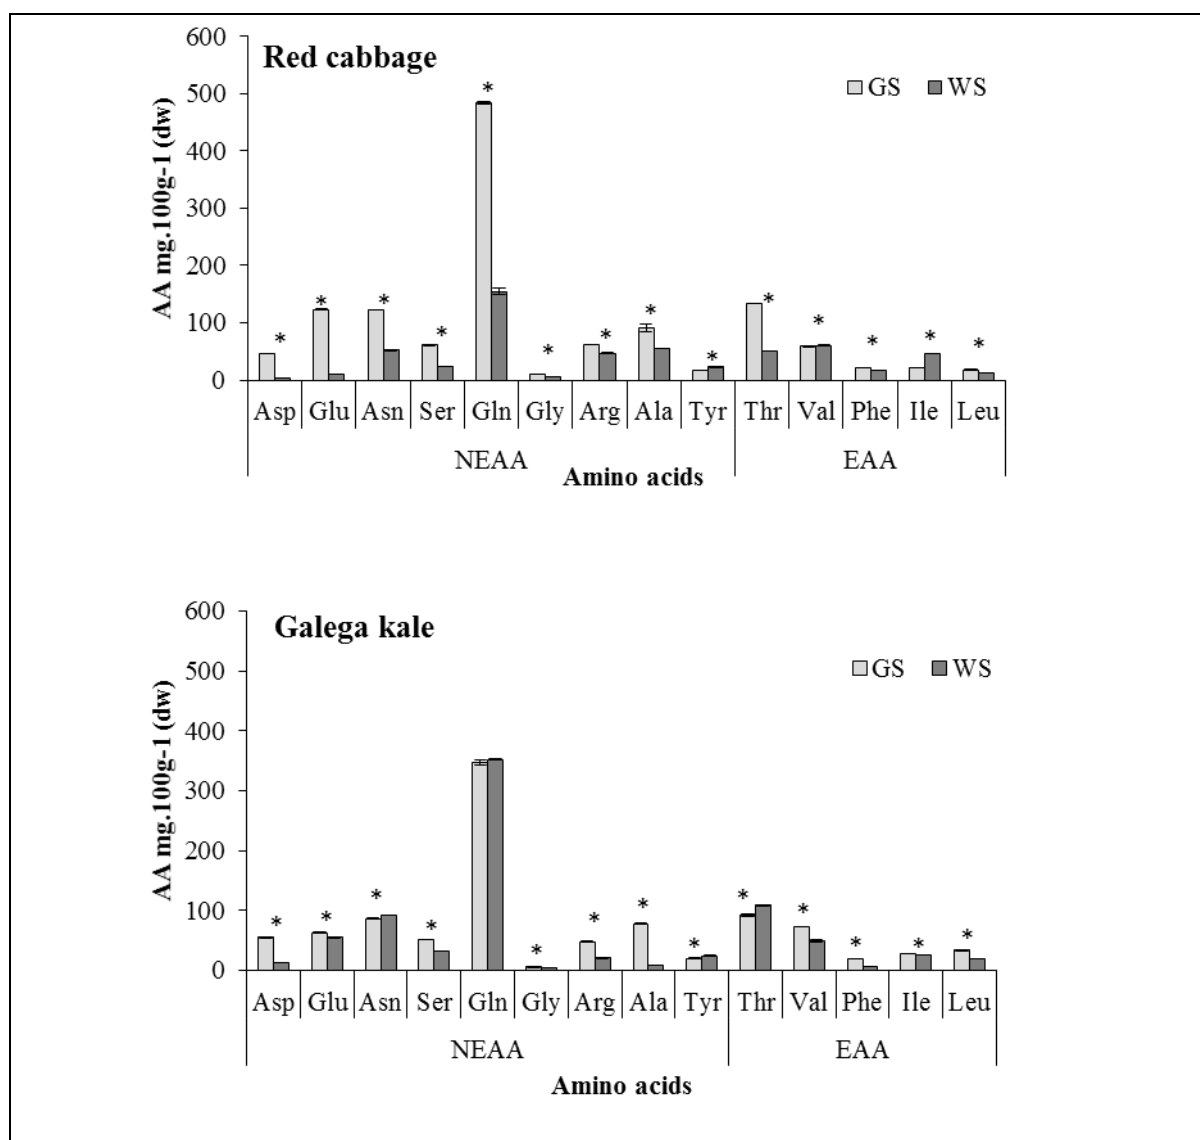 Red cabbage
GS WS
AA mg.100g-1 (dw)
600
500
400
300
200
100
0
*
* * * * * * * * * * * * *
Asp Glu Asn Ser Gln Gly Arg Ala Tyr Thr Val Phe Ile Leu
NEAA EAA
Amino acids
Galega kale
GS WS
AA mg.100g-1 (dw)
600
500
400
300
200
100
0
* * * * * * * * * * * * *
Asp Glu Asn Ser Gln Gly Arg Ala Tyr Thr Val Phe Ile Leu
NEAA EAA
Amino acids